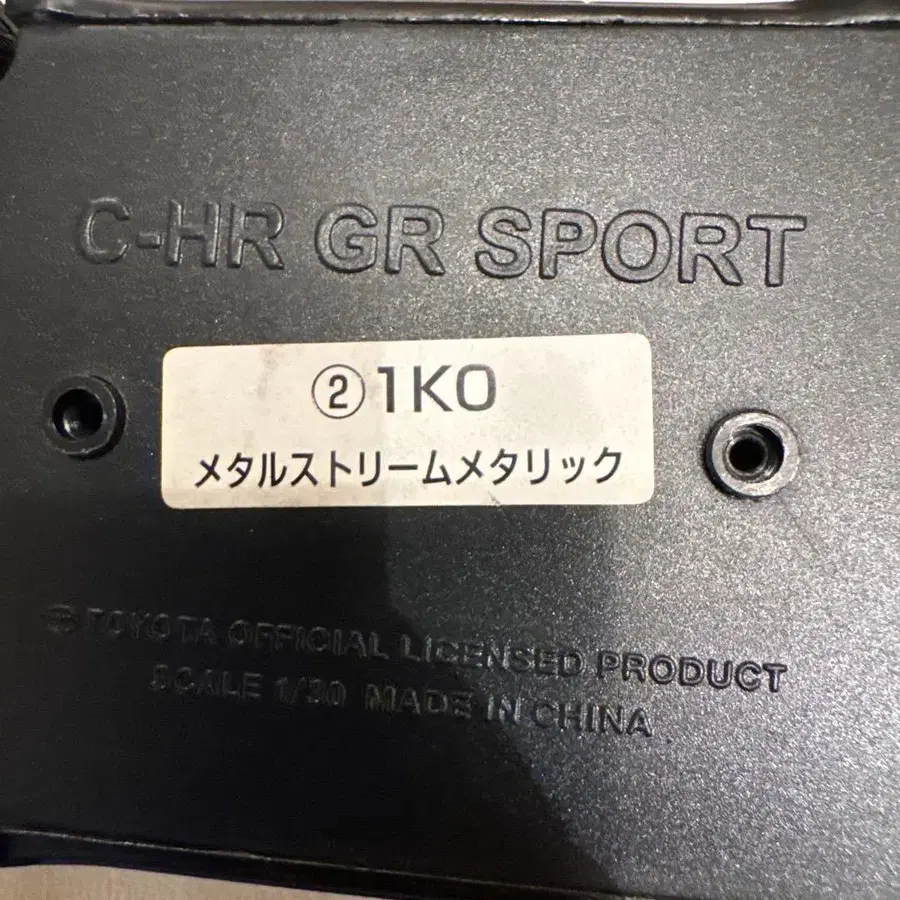 C-HR GR SPORT
②1K0
メタルストリームメタリック
TOYOTA OFFICIAL LICENSED PRODUCT
SCALE 1/30 MADE IN CHINA